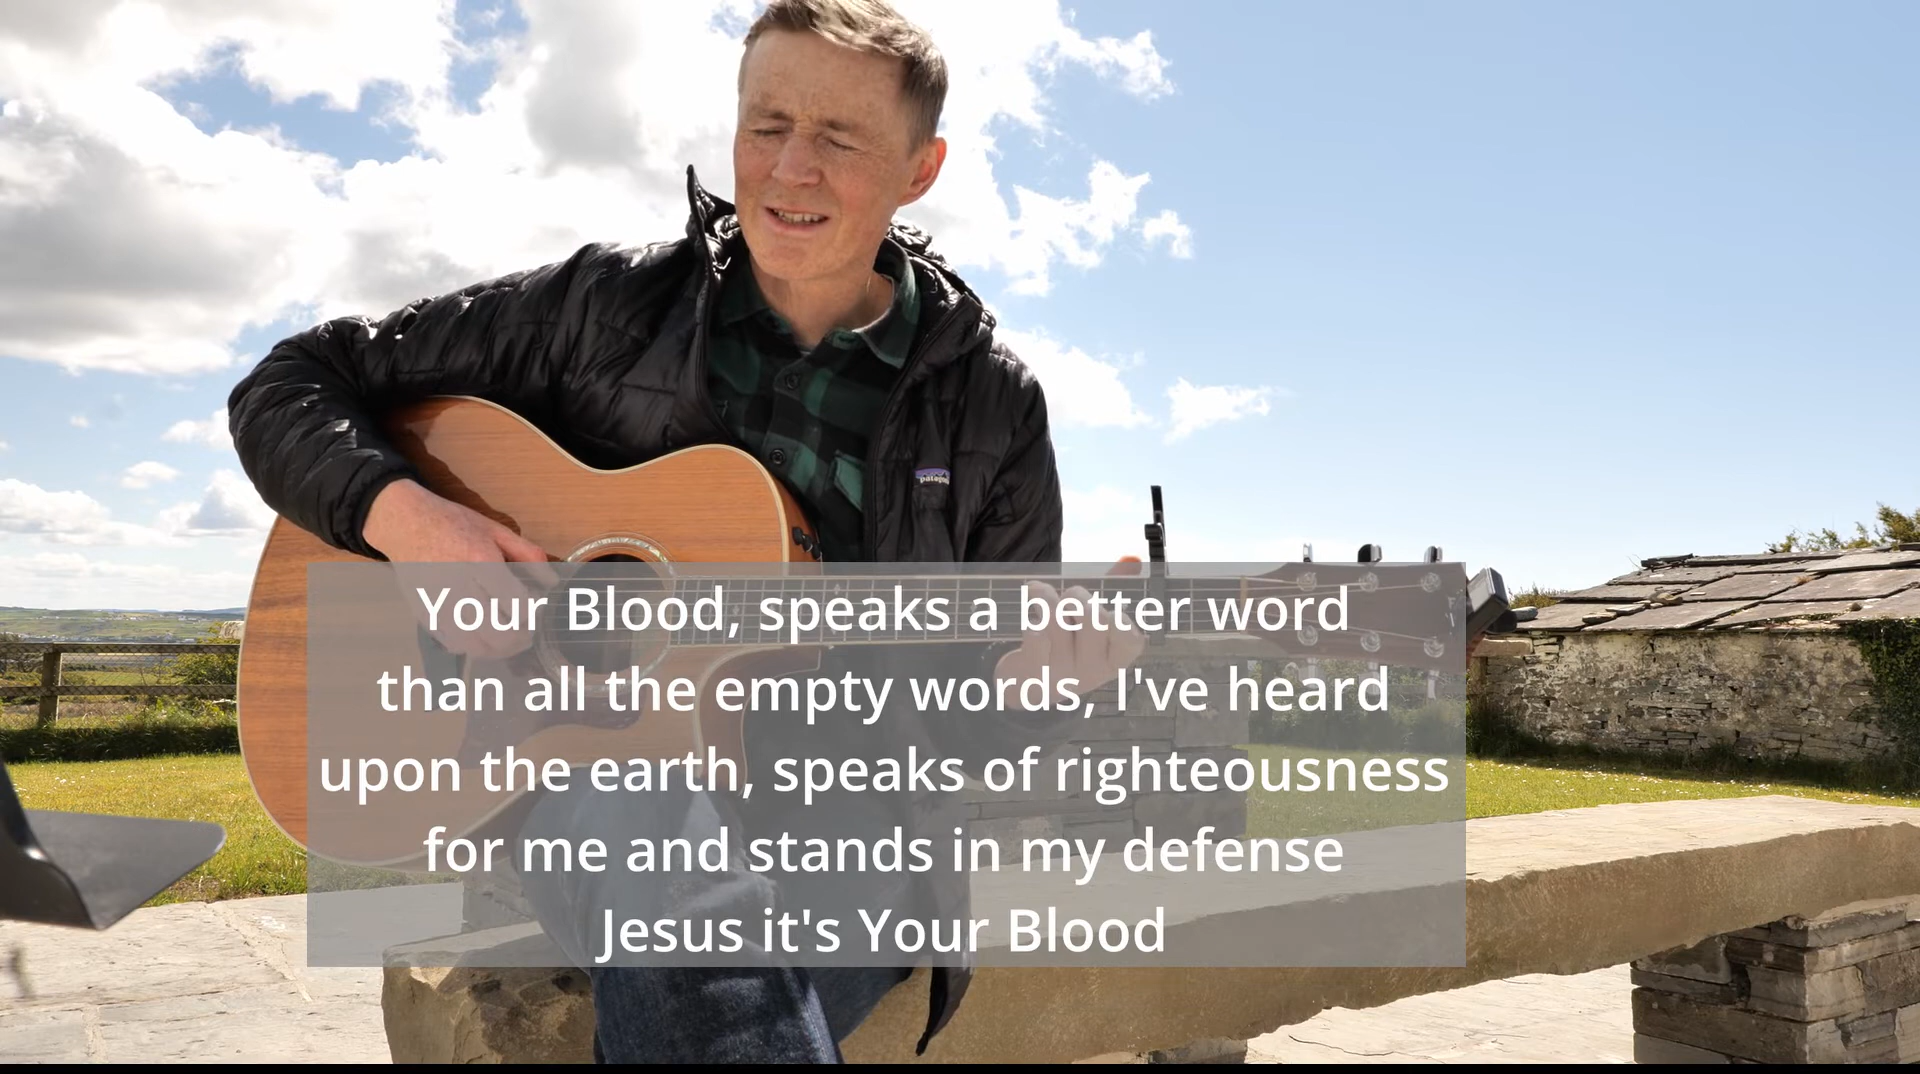 patagonia
Your Blood, speaks a better word
than all the empty words, I've heard
upon the earth, speaks of righteousness
for me and stands in my defense
Jesus it's Your Blood